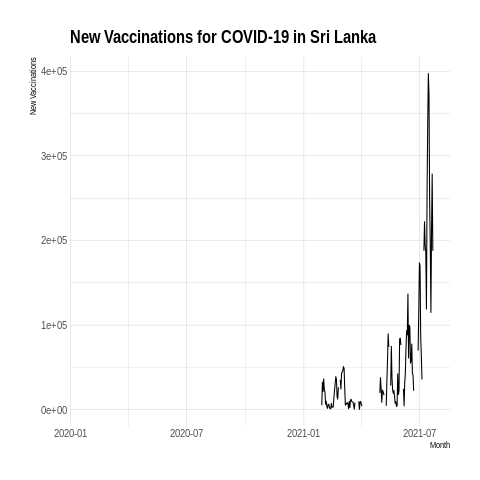 New Vaccinations for COVID-19 in Sri Lanka
New Vaccinations
4e+05
3e+05
2e+05
1e+05
0e+00
2020-01 2020-07 2021-01 2021-07
Month